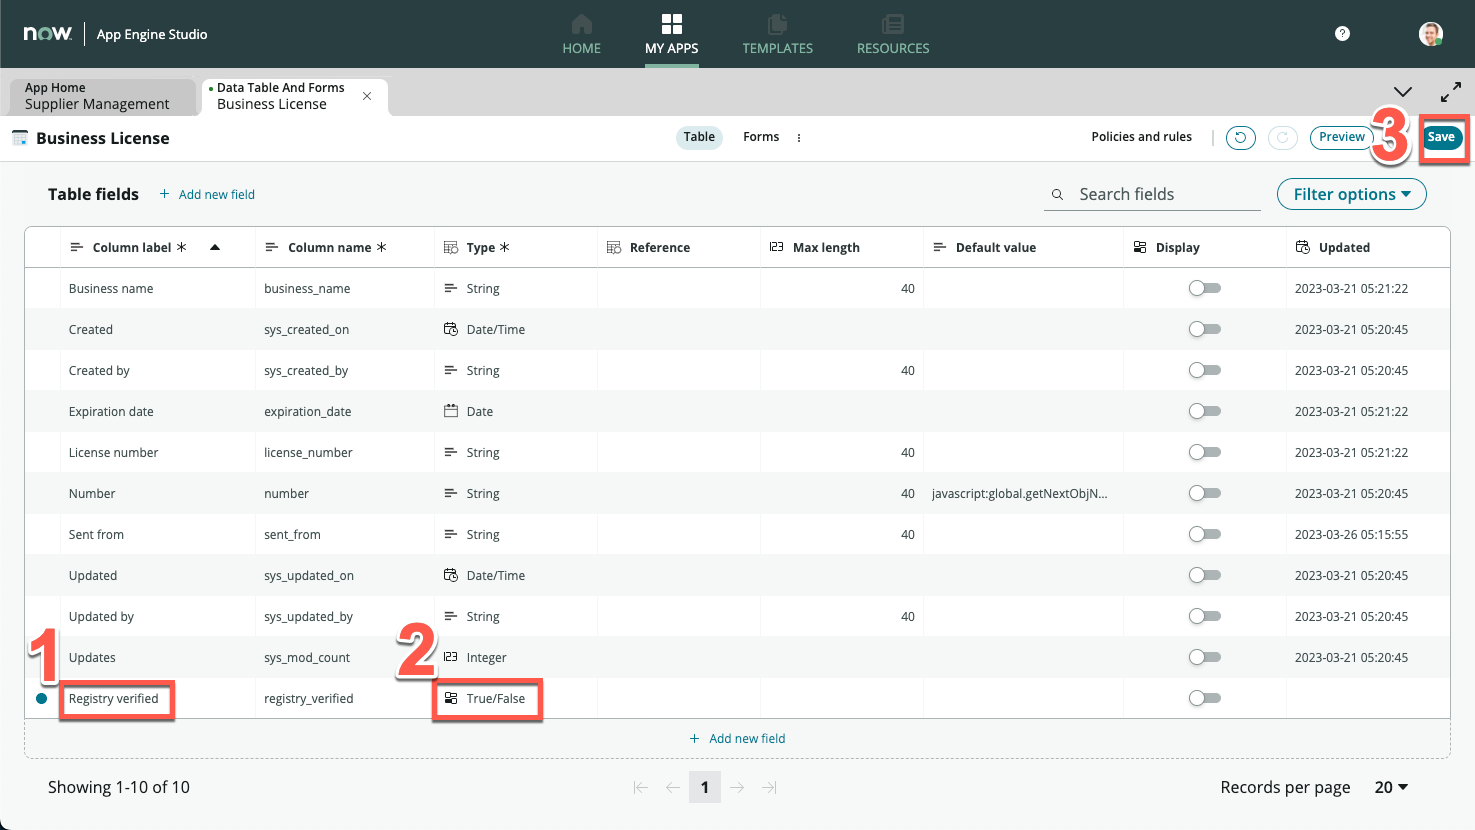 now. App Engine Studio
HOME MY APPS TEMPLATES RESOURCES
?
App Home
Supplier Management
Data Table And Forms
Business License
Business License
Table Forms
Policies and rules
Preview
3
Save
Table fields + Add new field
Search fields
Filter options
Column label * Column name * Type * Reference Max length Default value Display Updated
Business name business_name String 40 2023-03-21 05:21:22
Created sys_created_on Date/Time 2023-03-21 05:20:45
Created by sys_created_by String 40 2023-03-21 05:20:45
Expiration date expiration_date Date 2023-03-21 05:21:22
License number license_number String 40 2023-03-21 05:21:22
Number number String 40 javascript:global.getNextObjN... 2023-03-21 05:20:45
Sent from sent_from String 40 2023-03-26 05:15:55
Updated sys_updated_on Date/Time 2023-03-21 05:20:45
Updated by sys_updated_by String 40 2023-03-21 05:20:45
1
2
Updates sys_mod_count Integer 2023-03-21 05:20:45
Registry verified registry_verified True/False
+ Add new field
Showing 1-10 of 10
1
Records per page 20